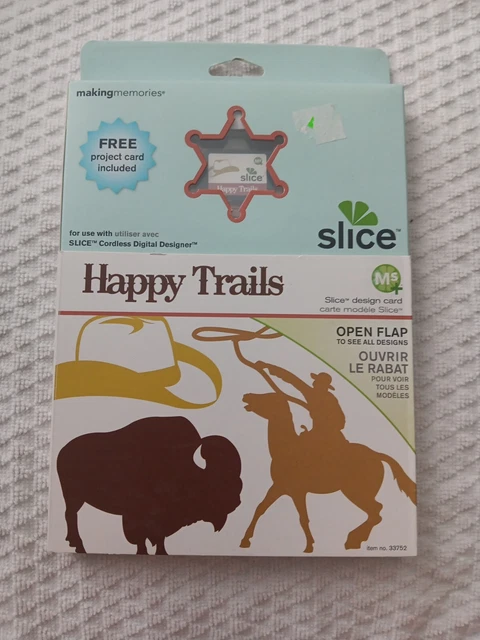 makingmemories®
FREE
project card
included
slice
Happy Trails
for use with utiliser avec
SLICE™ Cordless Digital Designer™
slice™
Happy Trails
MS+
Slice™ design card
carte modèle Slice™
OPEN FLAP
TO SEE ALL DESIGNS
OUVRIR
LE RABAT
POUR VOIR
TOUS LES
MODÈLES
item no. 33752